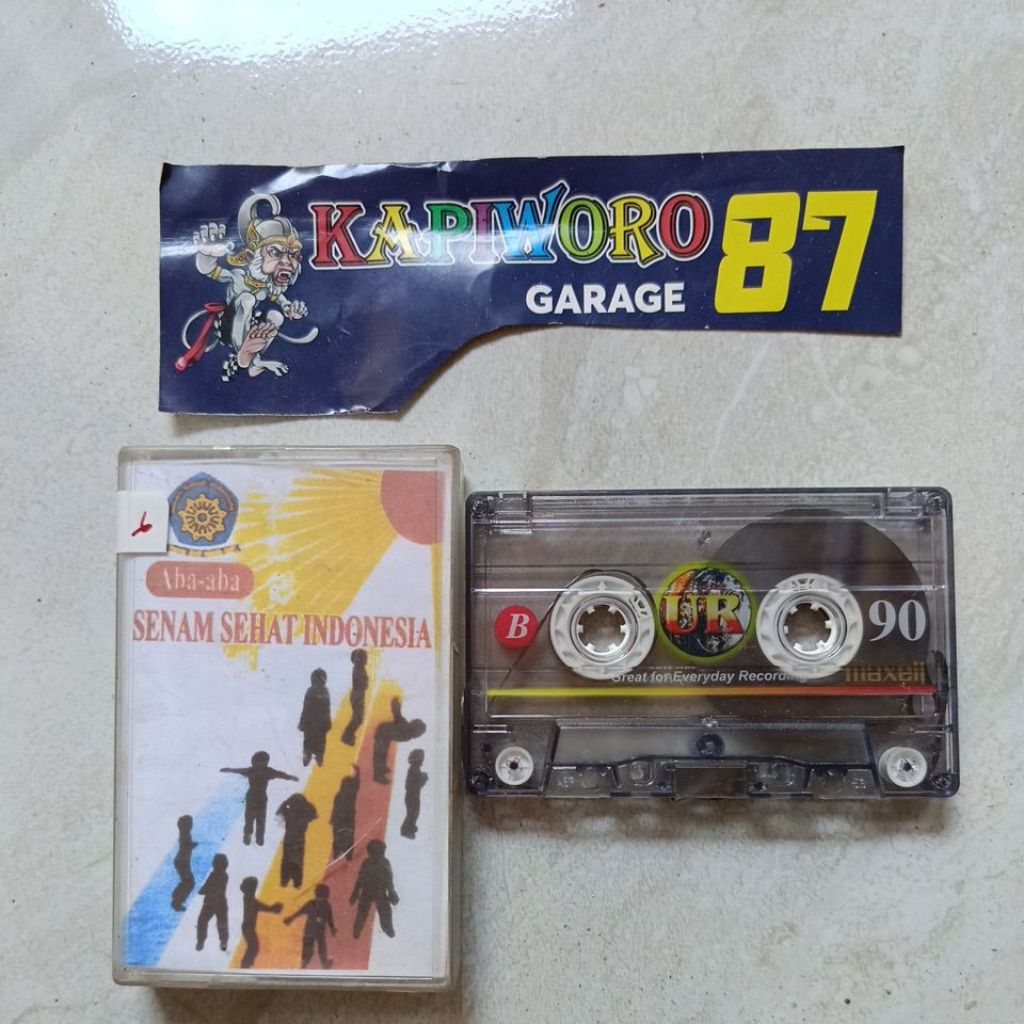 KAPIWORO
GARAGE
87
Aba-aba
SENAM SEHAT INDONESIA
B
UR
90
Great for Everyday Recording
maxell